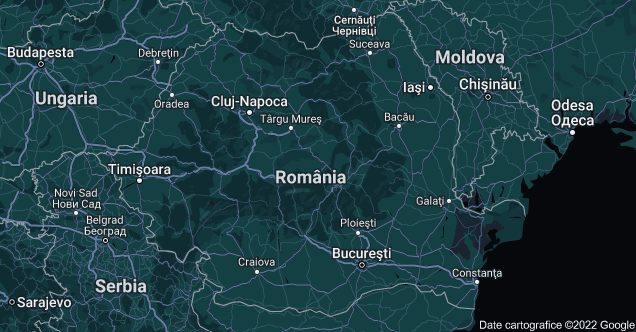 Cernăuți
Чернівці
Suceava
Budapesta
Debrețin
Moldova
Iași
Chișinău
Ungaria
Oradea
Cluj-Napoca
Târgu Mureș
Bacău
Odesa
Одеса
Timișoara
România
Novi Sad
Нови Сад
Galați
Belgrad
Београд
Ploiești
București
Craiova
Constanța
Serbia
Sarajevo
Date cartografice ©2022 Google